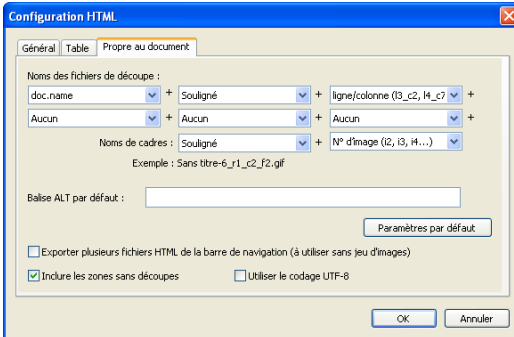 Configuration HTML
Général Table Propre au document
Noms des fichiers de découpe :
doc.name + Souligné + ligne/colonne (l3_c2, l4_c7 +
Aucun + Aucun + Aucun +
Noms de cadres : Souligné + N° d'image (i2, i3, i4...)
Exemple : Sans titre-6_r1_c2_f2.gif
Balise ALT par défaut :
Paramètres par défaut
Exporter plusieurs fichiers HTML de la barre de navigation (à utiliser sans jeu d'images)
Inclure les zones sans découpes Utiliser le codage UTF-8
OK Annuler